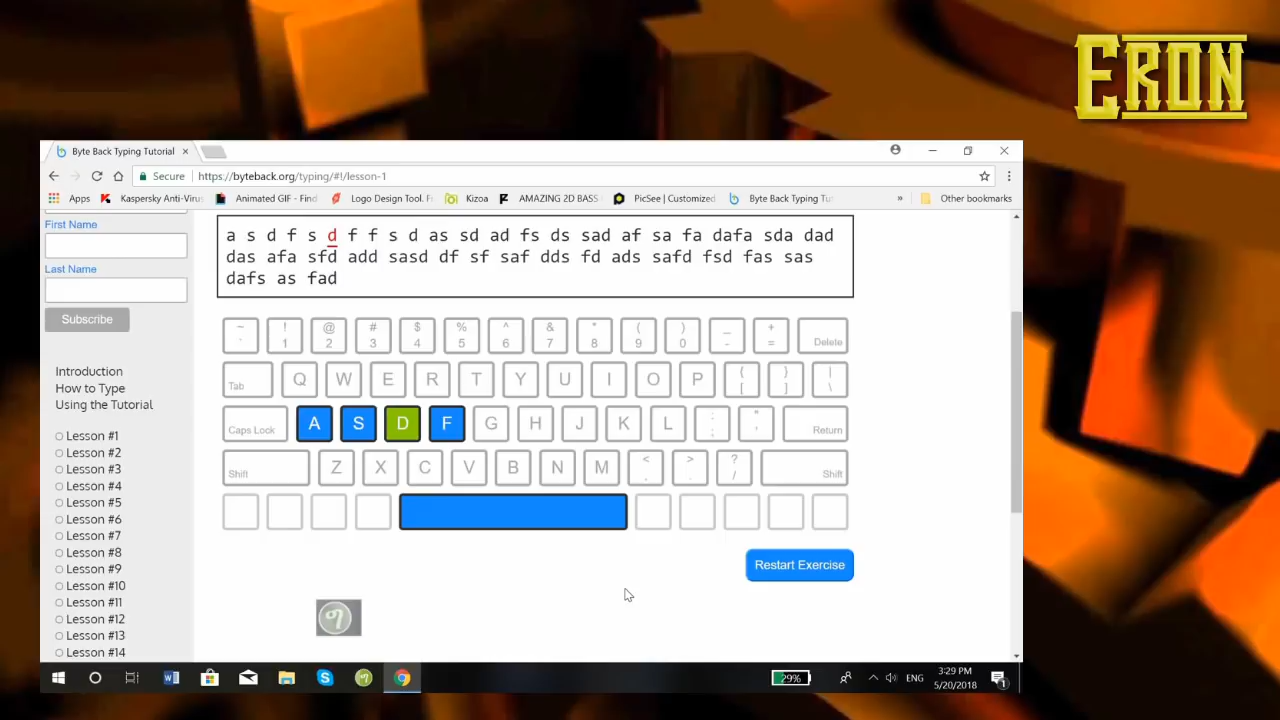 ERON
Byte Back Typing Tutorial
Secure https://byteback.org/typing/#!/lesson-1
Apps Kaspersky Anti-Viru Animated GIF - Find Logo Design Tool. F Kizoa AMAZING 2D BASS PicSee | Customized Byte Back Typing Tu » Other bookmarks
First Name
Last Name
Subscribe
a s d f s d f f s d as sd ad fs ds sad af sa fa dafa sda dad
das afa sfd add sasd df sf saf dds fd ads safd fsd fas sas
dafs as fad
~ ! @ # $ % ^ & * ( ) _ +
` 1 2 3 4 5 6 7 8 9 0 - = Delete
Tab Q W E R T Y U I O P { [ } ] | \
Caps Lock A S D F G H J K L : ; " ' Return
Shift Z X C V B N M < , > . ? / Shift
Restart Exercise
Introduction
How to Type
Using the Tutorial
Lesson #1
Lesson #2
Lesson #3
Lesson #4
Lesson #5
Lesson #6
Lesson #7
Lesson #8
Lesson #9
Lesson #10
Lesson #11
Lesson #12
Lesson #13
Lesson #14
29% ENG 3:29 PM
5/20/2018 1